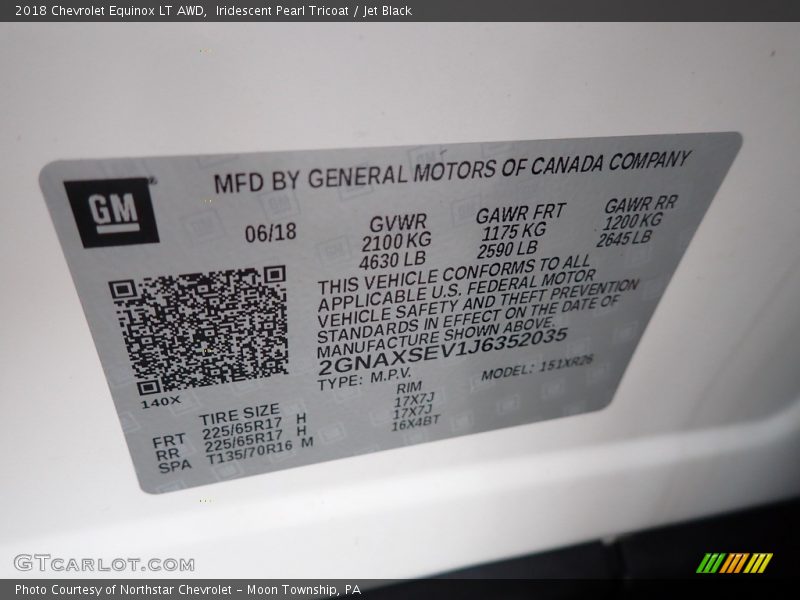 2018 Chevrolet Equinox LT AWD,  Iridescent Pearl Tricoat / Jet Black
GM
MFD BY GENERAL MOTORS OF CANADA COMPANY
06/18
GVWR
2100 KG
4630 LB
GAWR FRT
1175 KG
2590 LB
GAWR RR
1200 KG
2645 LB
THIS VEHICLE CONFORMS TO ALL
APPLICABLE U.S. FEDERAL MOTOR
VEHICLE SAFETY AND THEFT PREVENTION
STANDARDS IN EFFECT ON THE DATE OF
MANUFACTURE SHOWN ABOVE.
2GNAXSEV1J6352035
TYPE: M.P.V.
MODEL: 151XR26
140X
TIRE SIZE
RIM
FRT 225/65R17 H 17X7J
RR 225/65R17 H 17X7J
SPA T135/70R16 M 16X4BT
GTcarlot.com
Photo Courtesy of Northstar Chevrolet - Moon Township, PA